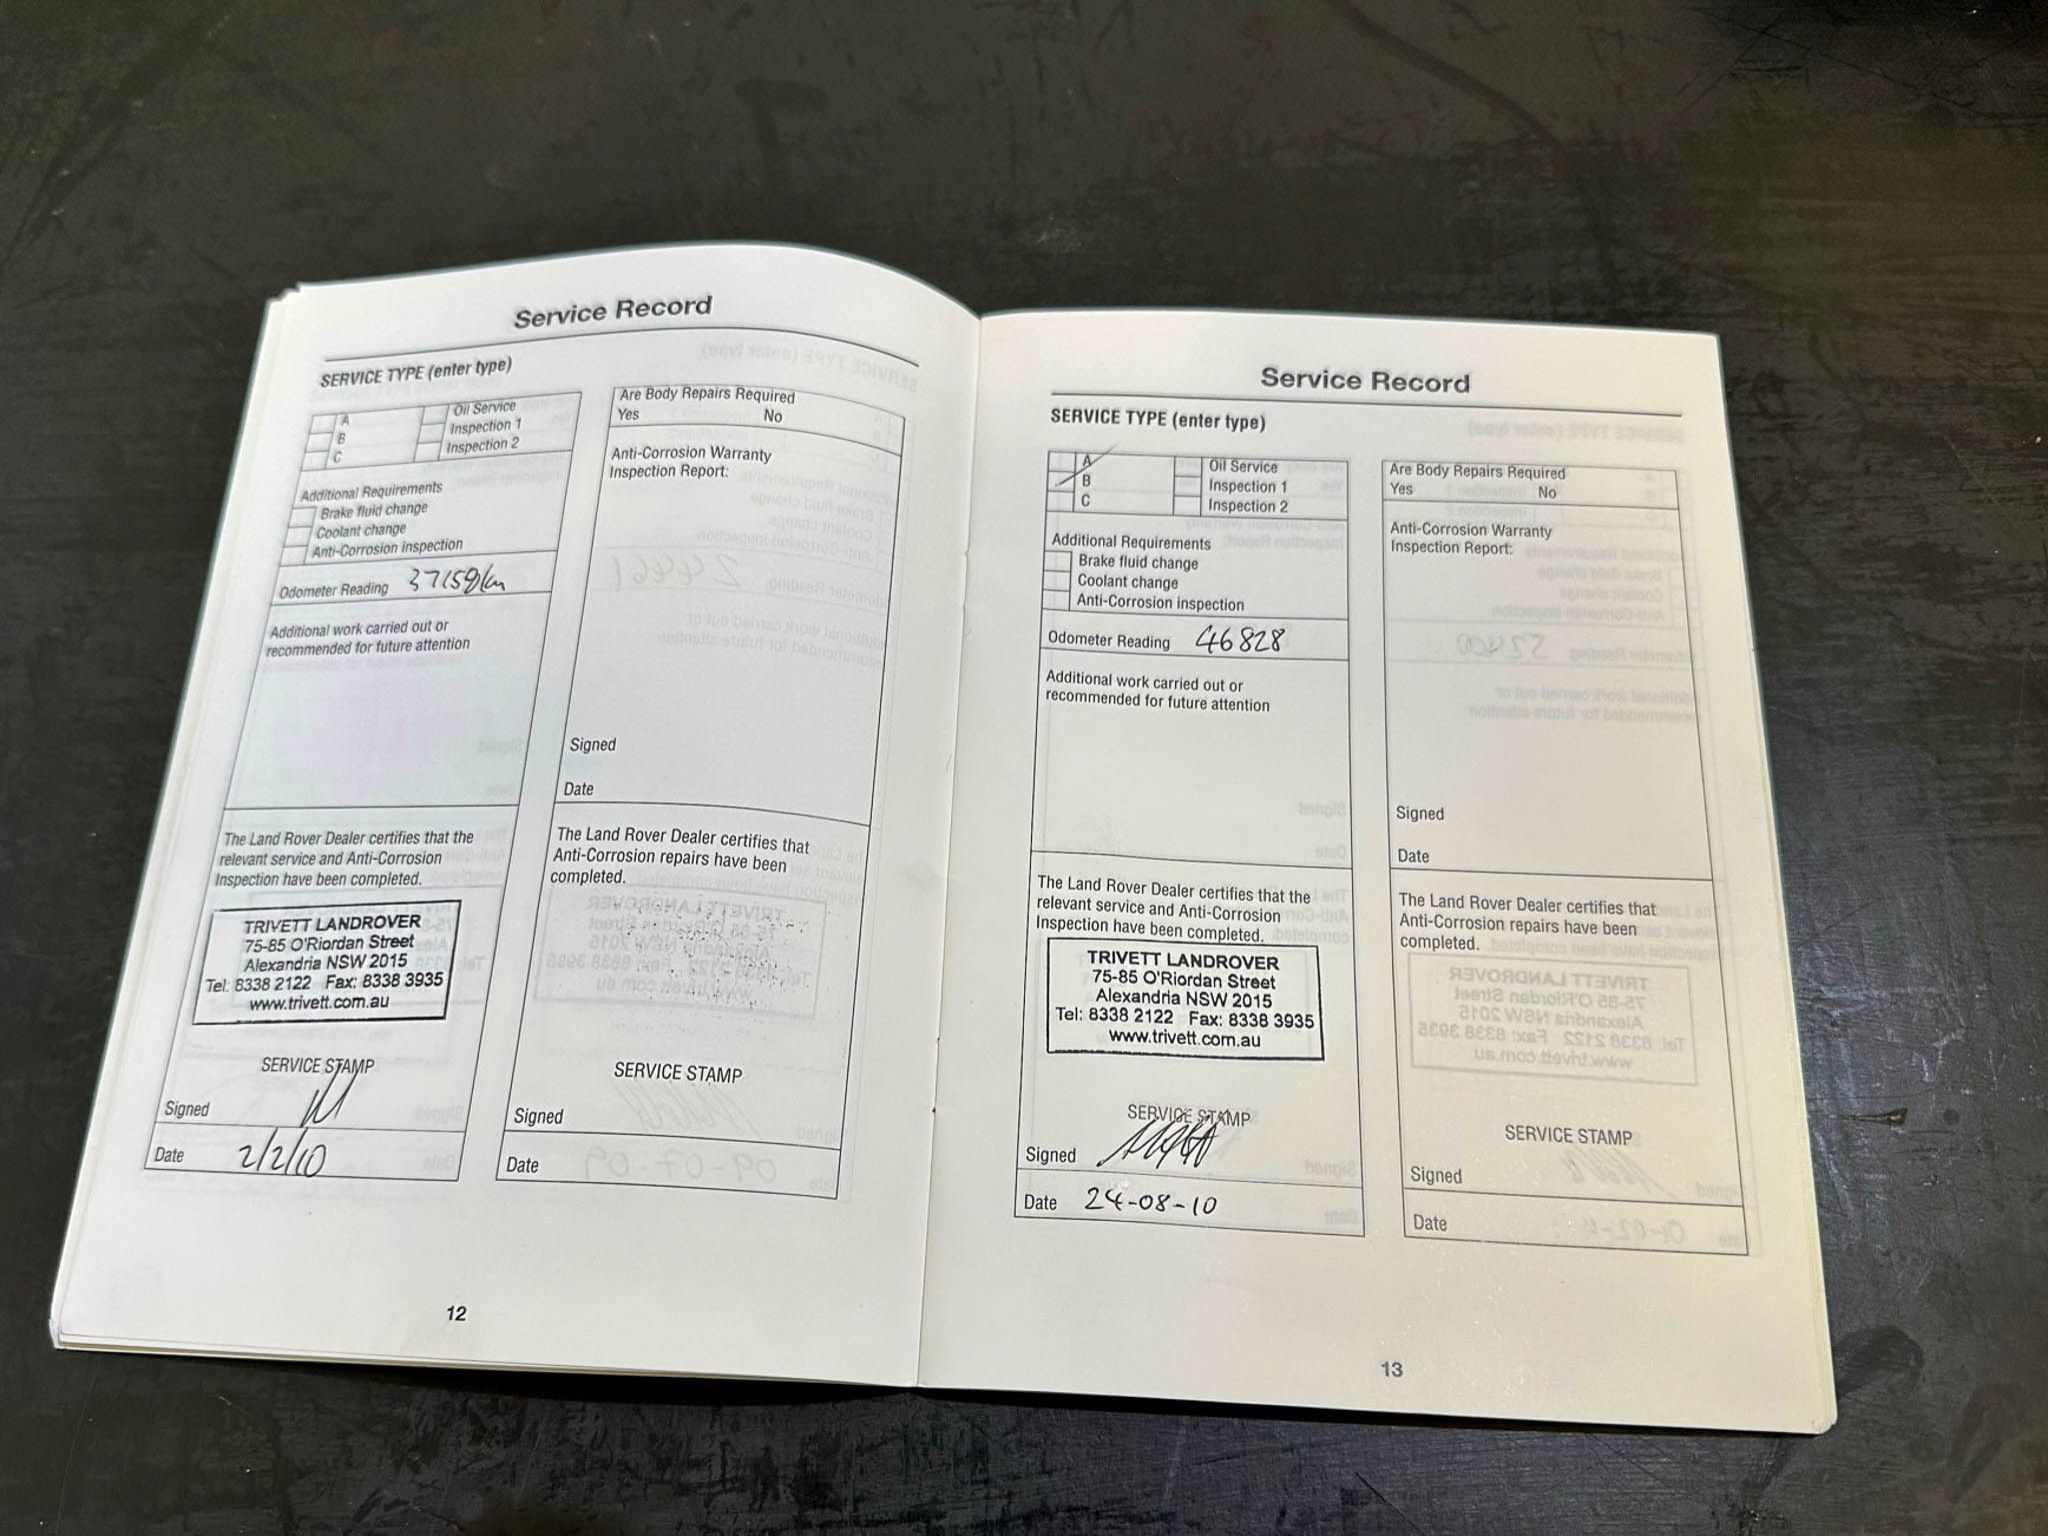 Service Record
SERVICE TYPE (enter type)
A
B
C
Oil Service
Inspection 1
Inspection 2
Additional Requirements
Brake fluid change
Coolant change
Anti-Corrosion inspection
Odometer Reading 37159km
Additional work carried out or
recommended for future attention
The Land Rover Dealer certifies that the
relevant service and Anti-Corrosion
Inspection have been completed.
TRIVETT LANDROVER
75-85 O'Riordan Street
Alexandria NSW 2015
Tel: 8338 2122 Fax: 8338 3935
www.trivett.com.au
SERVICE STAMP
Signed
Date 2/2/10
Are Body Repairs Required
Yes No
Anti-Corrosion Warranty
Inspection Report:
Signed
Date
The Land Rover Dealer certifies that
Anti-Corrosion repairs have been
completed.
SERVICE STAMP
Signed
Date
12
Service Record
SERVICE TYPE (enter type)
A
B
C
Oil Service
Inspection 1
Inspection 2
Additional Requirements
Brake fluid change
Coolant change
Anti-Corrosion inspection
Odometer Reading 46828
Additional work carried out or
recommended for future attention
The Land Rover Dealer certifies that the
relevant service and Anti-Corrosion
Inspection have been completed.
TRIVETT LANDROVER
75-85 O'Riordan Street
Alexandria NSW 2015
Tel: 8338 2122 Fax: 8338 3935
www.trivett.com.au
SERVICE STAMP
Signed
Date 24-08-10
Are Body Repairs Required
Yes No
Anti-Corrosion Warranty
Inspection Report:
Signed
Date
The Land Rover Dealer certifies that
Anti-Corrosion repairs have been
completed.
SERVICE STAMP
Signed
Date
13